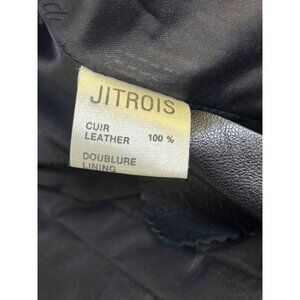 JITROIS
CUIR
LEATHER 100 %
DOUBLURE
LINING